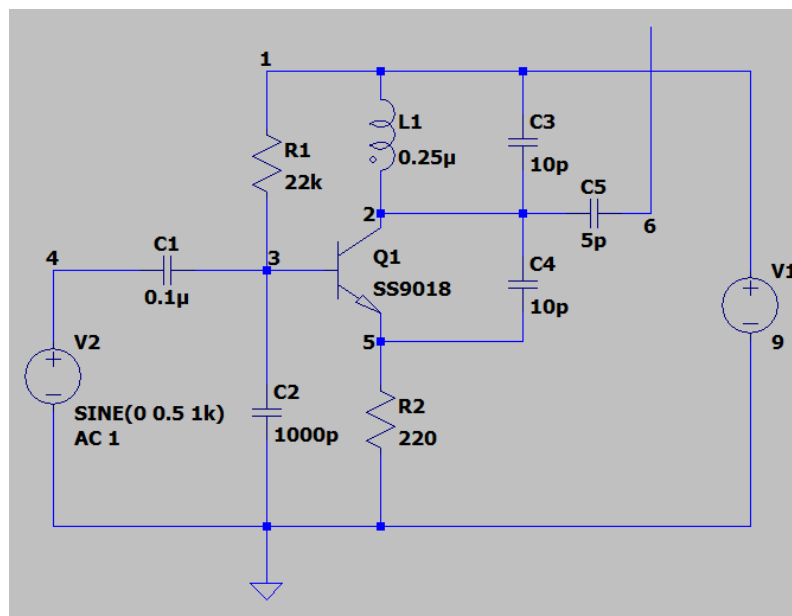 1
L1
0.25µ
C3
10p
R1
22k
C5
5p
2
6
4
C1
0.1µ
3
Q1
SS9018
C4
10p
V1
9
V2
SINE(0 0.5 1k)
AC 1
5
C2
1000p
R2
220